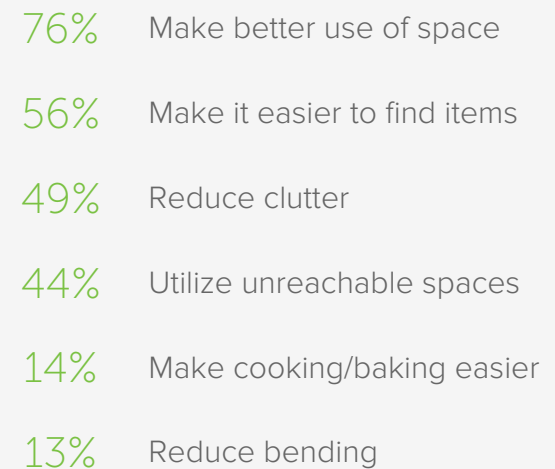 76% Make better use of space
56% Make it easier to find items
49% Reduce clutter
44% Utilize unreachable spaces
14% Make cooking/baking easier
13% Reduce bending